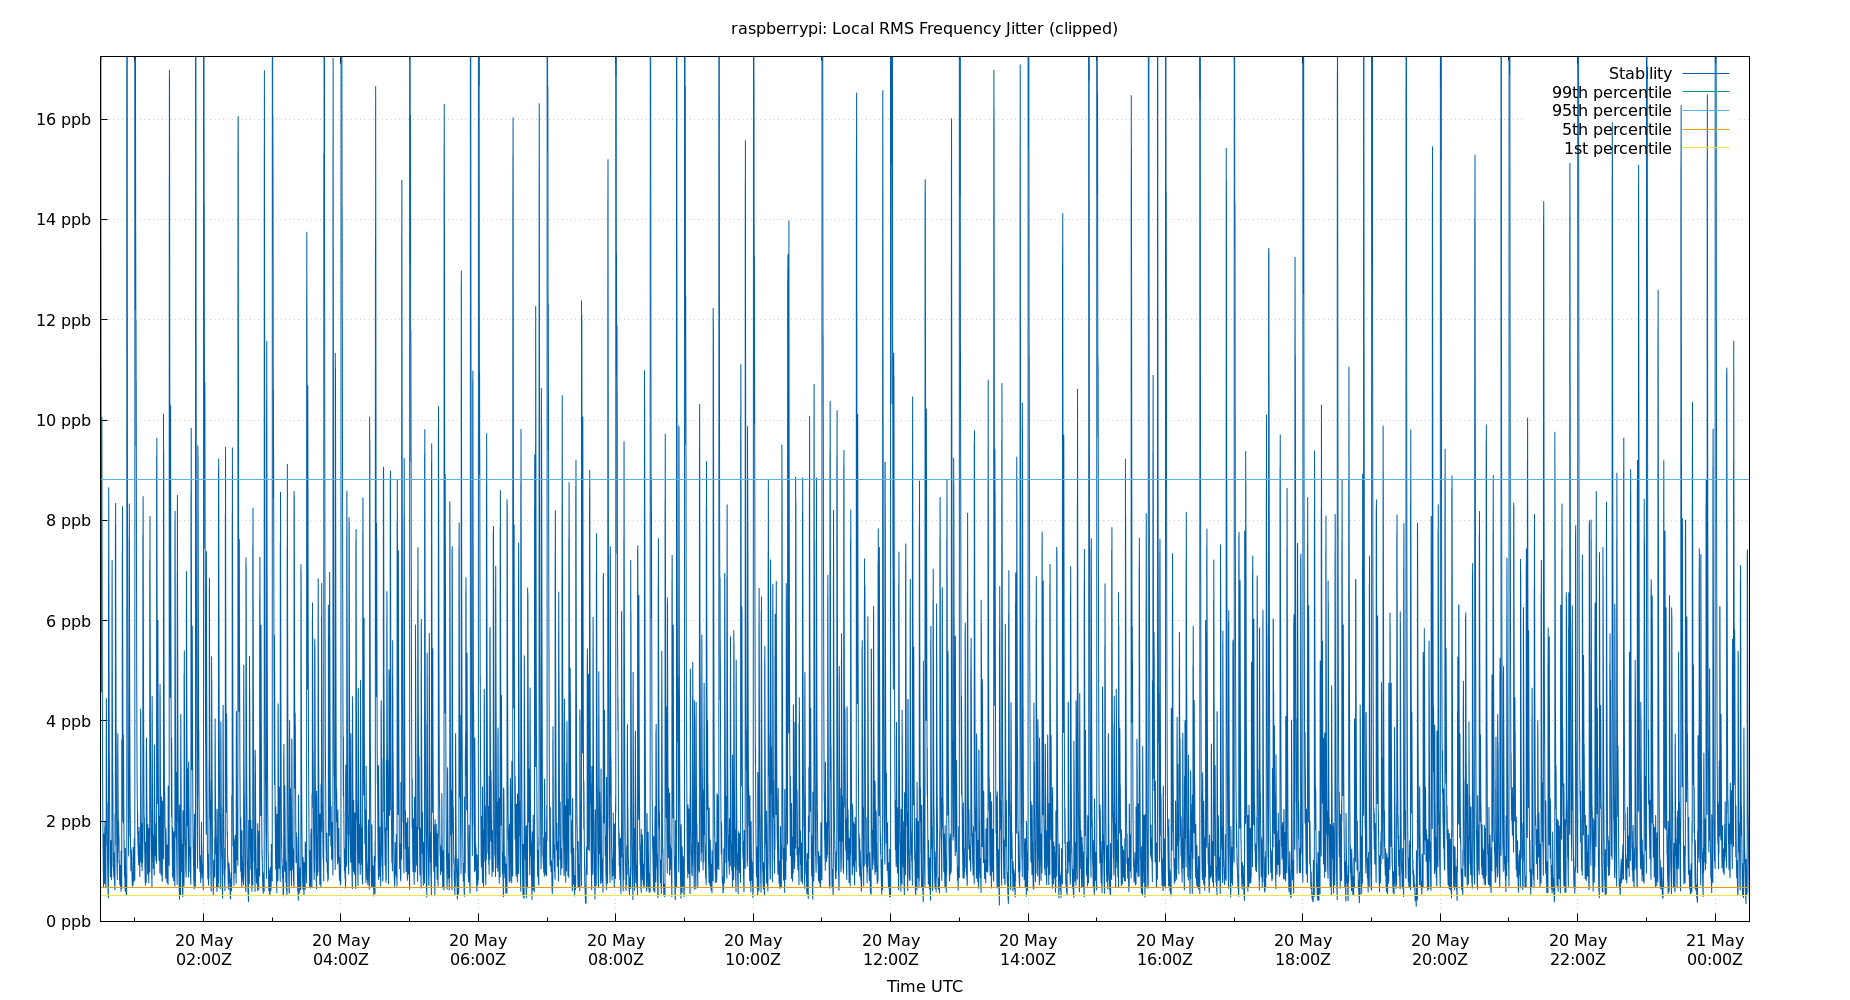 raspberrypi: Local RMS Frequency Jitter (clipped)
Stability
99th percentile
95th percentile
5th percentile
1st percentile
16 ppb
14 ppb
12 ppb
10 ppb
8 ppb
6 ppb
4 ppb
2 ppb
0 ppb
20 May 20 May 20 May 20 May 20 May 20 May 20 May 20 May 20 May 20 May 20 May 21 May
02:00Z 04:00Z 06:00Z 08:00Z 10:00Z 12:00Z 14:00Z 16:00Z 18:00Z 20:00Z 22:00Z 00:00Z
Time UTC